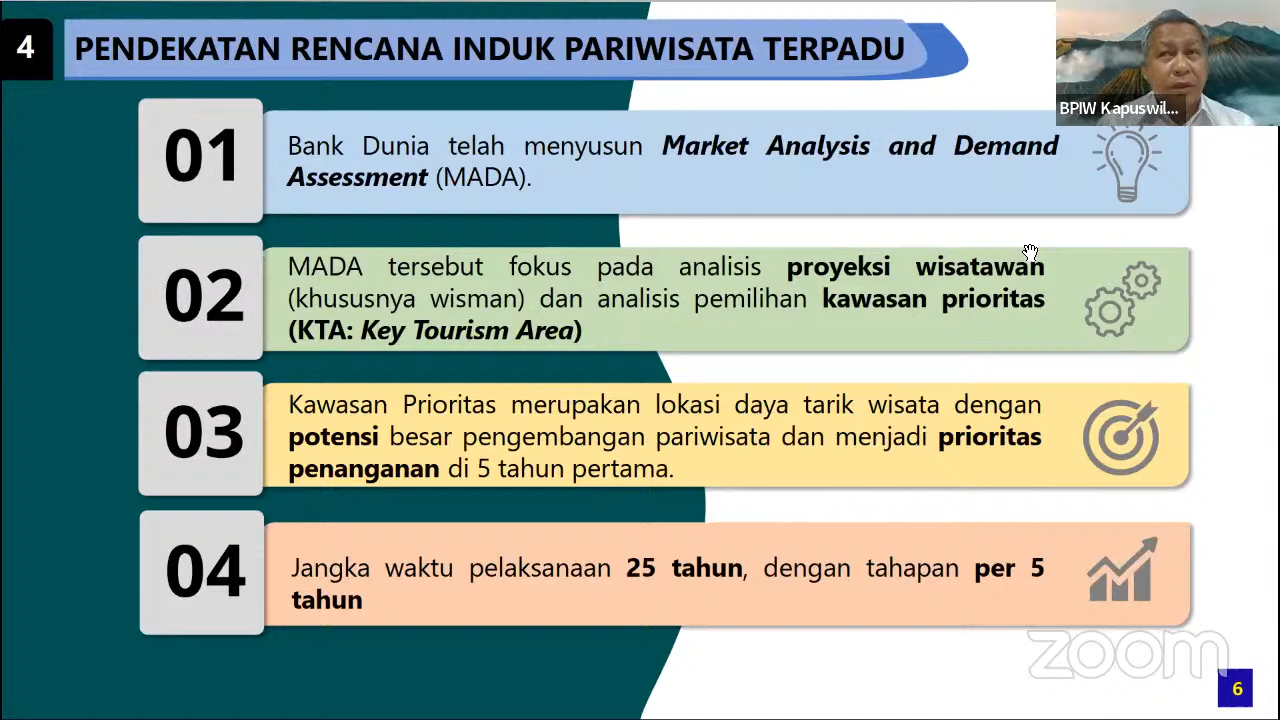 4
PENDEKATAN RENCANA INDUK PARIWISATA TERPADU
BPIW Kapuswil...
01
Bank Dunia telah menyusun Market Analysis and Demand
Assessment (MADA).
02
MADA tersebut fokus pada analisis proyeksi wisatawan
(khususnya wisman) dan analisis pemilihan kawasan prioritas
(KTA: Key Tourism Area)
03
Kawasan Prioritas merupakan lokasi daya tarik wisata dengan
potensi besar pengembangan pariwisata dan menjadi prioritas
penanganan di 5 tahun pertama.
04
Jangka waktu pelaksanaan 25 tahun, dengan tahapan per 5
tahun
zoom
6